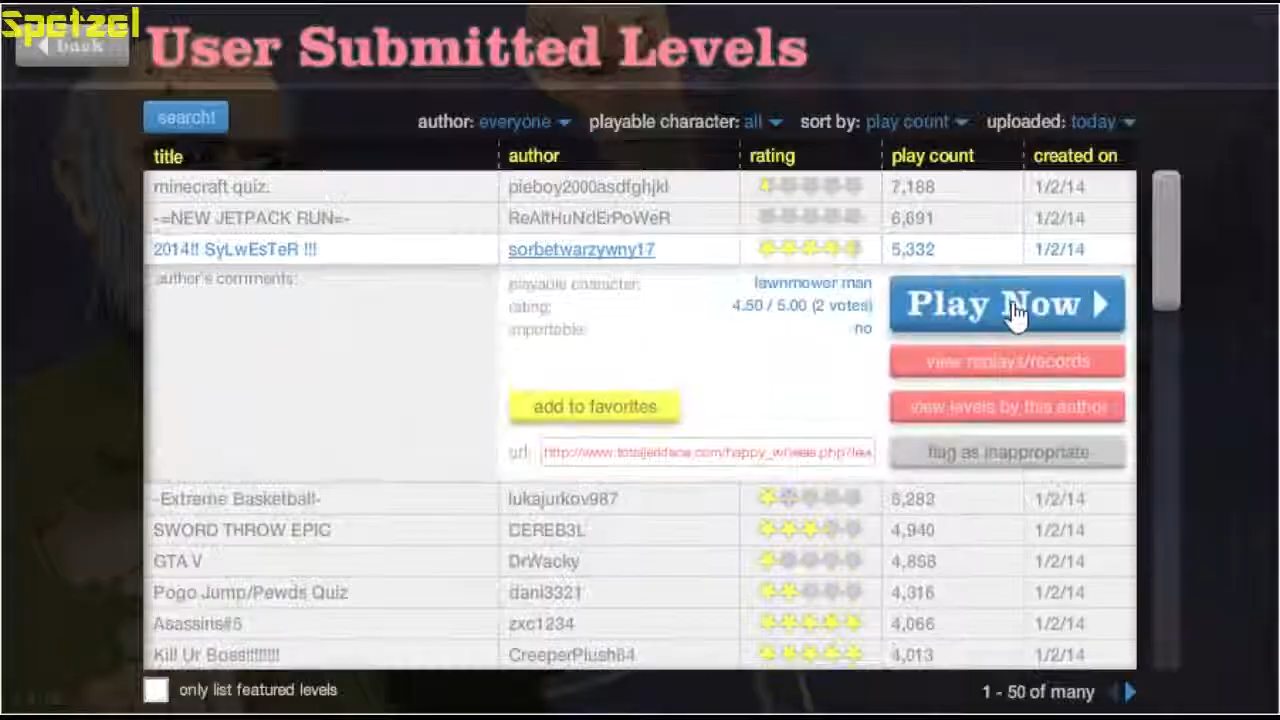 Spetzel
back
User Submitted Levels
search!
author: everyone playable character: all sort by: play count uploaded: today
title author rating play count created on
minecraft quiz. pieboy2000asdfghjkl 7,188 1/2/14
-=NEW JETPACK RUN=- ReAltHuNdErPoWeR 6,691 1/2/14
2014!! SyLwEsTeR !!! sorbetwarzywny17 5,332 1/2/14
author's comments:
playable character: lawnmower man
rating: 4.50 / 5.00 (2 votes)
importable: no
Play Now
view replays/records
add to favorites
view levels by this author
url:
flag as inappropriate
-Extreme Basketball- lukajurkov987 1/2/14
SWORD THROW EPIC CEREB3L 4,940 1/2/14
GTA V DrWacky 4,858 1/2/14
Pogo Jump/Pewds Quiz dani3321 4,316 1/2/14
Asassins#5 zxc1234 4,066 1/2/14
Kill Ur Boss!!!!!!!! CreeperPlush64 4,013 1/2/14
only list featured levels
1 - 50 of many